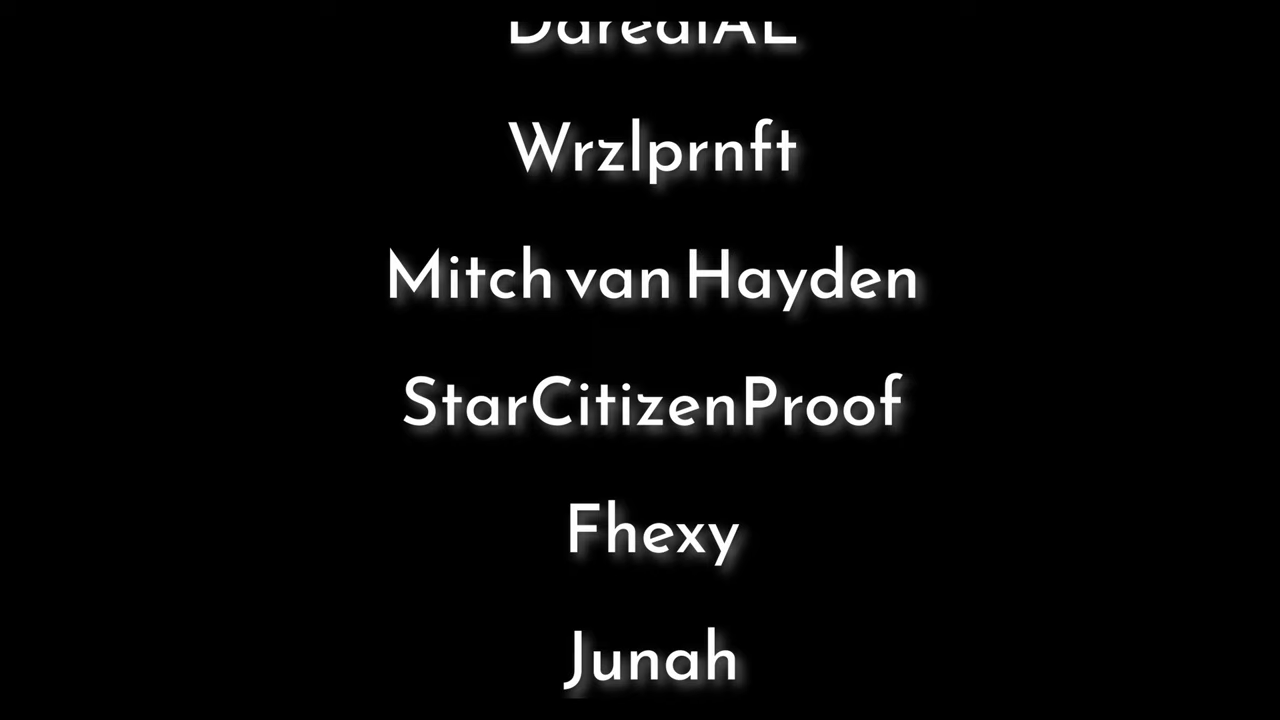 Wrzlprnft
Mitch van Hayden
StarCitizenProof
Fhexy
Junah